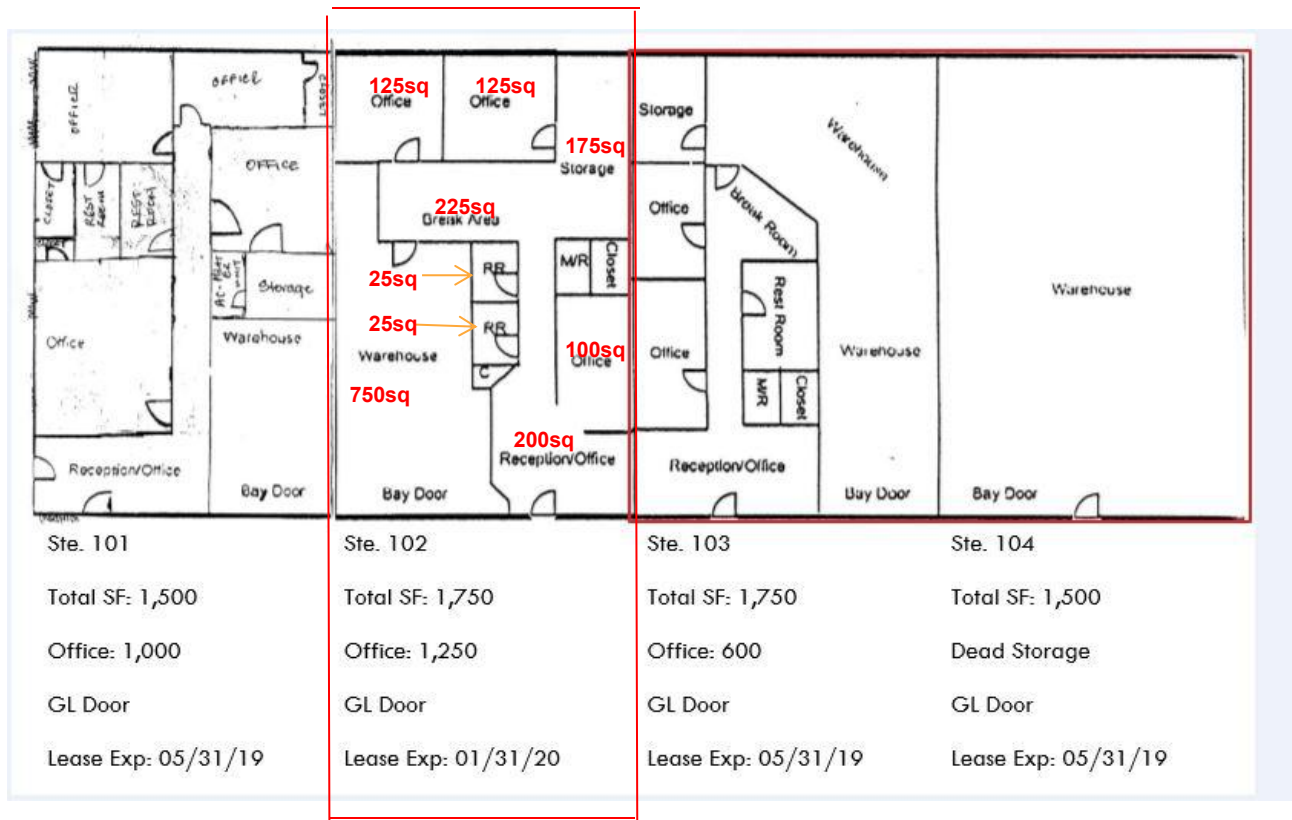 OFFICE
OFFICE
CLOSET
OFFICE
CLOSET
REST ROOM
REST ROOM
Storage
Office
Warehouse
Reception/Office
Bay Door
125sq
Office
125sq
Office
175sq
Storage
225sq
Break Area
25sq
RR
M/R
Closet
25sq
RR
Warehouse
100sq
Office
C
750sq
200sq
Reception/Office
Bay Door
Storage
Warehouse
Office
Break Room
Rest Room
Office
Warehouse
M/R
Closet
Reception/Office
Bay Door
Warehouse
Bay Door
Ste. 101
Total SF: 1,500
Office: 1,000
GL Door
Lease Exp: 05/31/19
Ste. 102
Total SF: 1,750
Office: 1,250
GL Door
Lease Exp: 01/31/20
Ste. 103
Total SF: 1,750
Office: 600
GL Door
Lease Exp: 05/31/19
Ste. 104
Total SF: 1,500
Dead Storage
GL Door
Lease Exp: 05/31/19